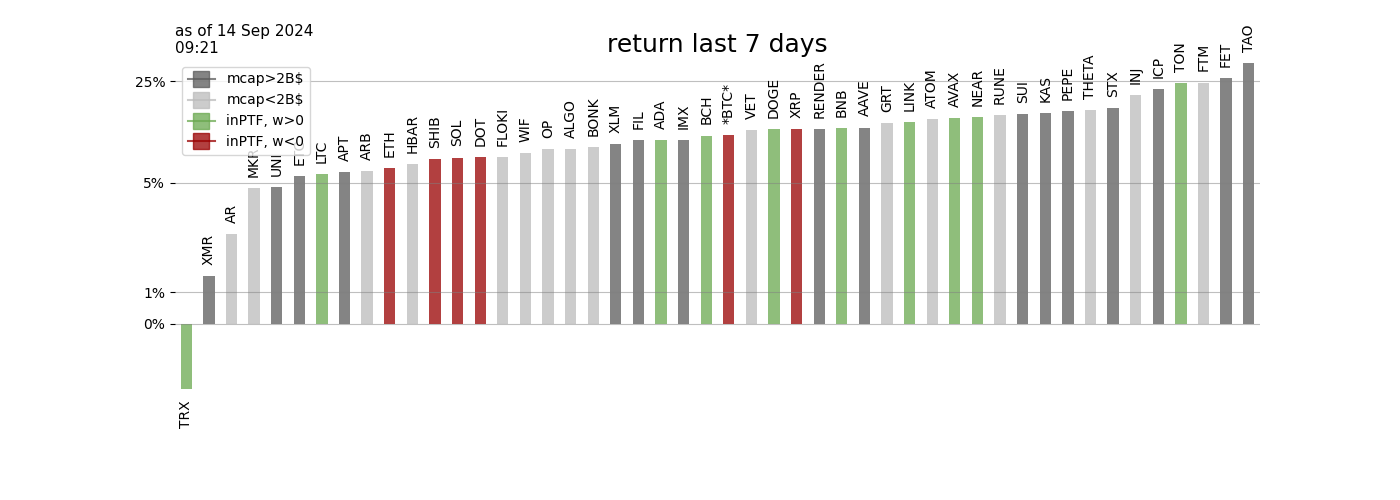 as of 14 Sep 2024
09:21
return last 7 days
mcap>2B$
mcap<2B$
inPTF, w>0
inPTF, w<0
25%
5%
1%
0%
TRX
XMR
AR
MKR
UNI
ETC
LTC
APT
ARB
ETH
HBAR
SHIB
SOL
DOT
FLOKI
WIF
OP
ALGO
BONK
XLM
FIL
ADA
IMX
BCH
*BTC*
VET
DOGE
XRP
RENDER
BNB
AAVE
GRT
LINK
ATOM
AVAX
NEAR
RUNE
SUI
KAS
PEPE
THETA
STX
INJ
ICP
TON
FTM
FET
TAO